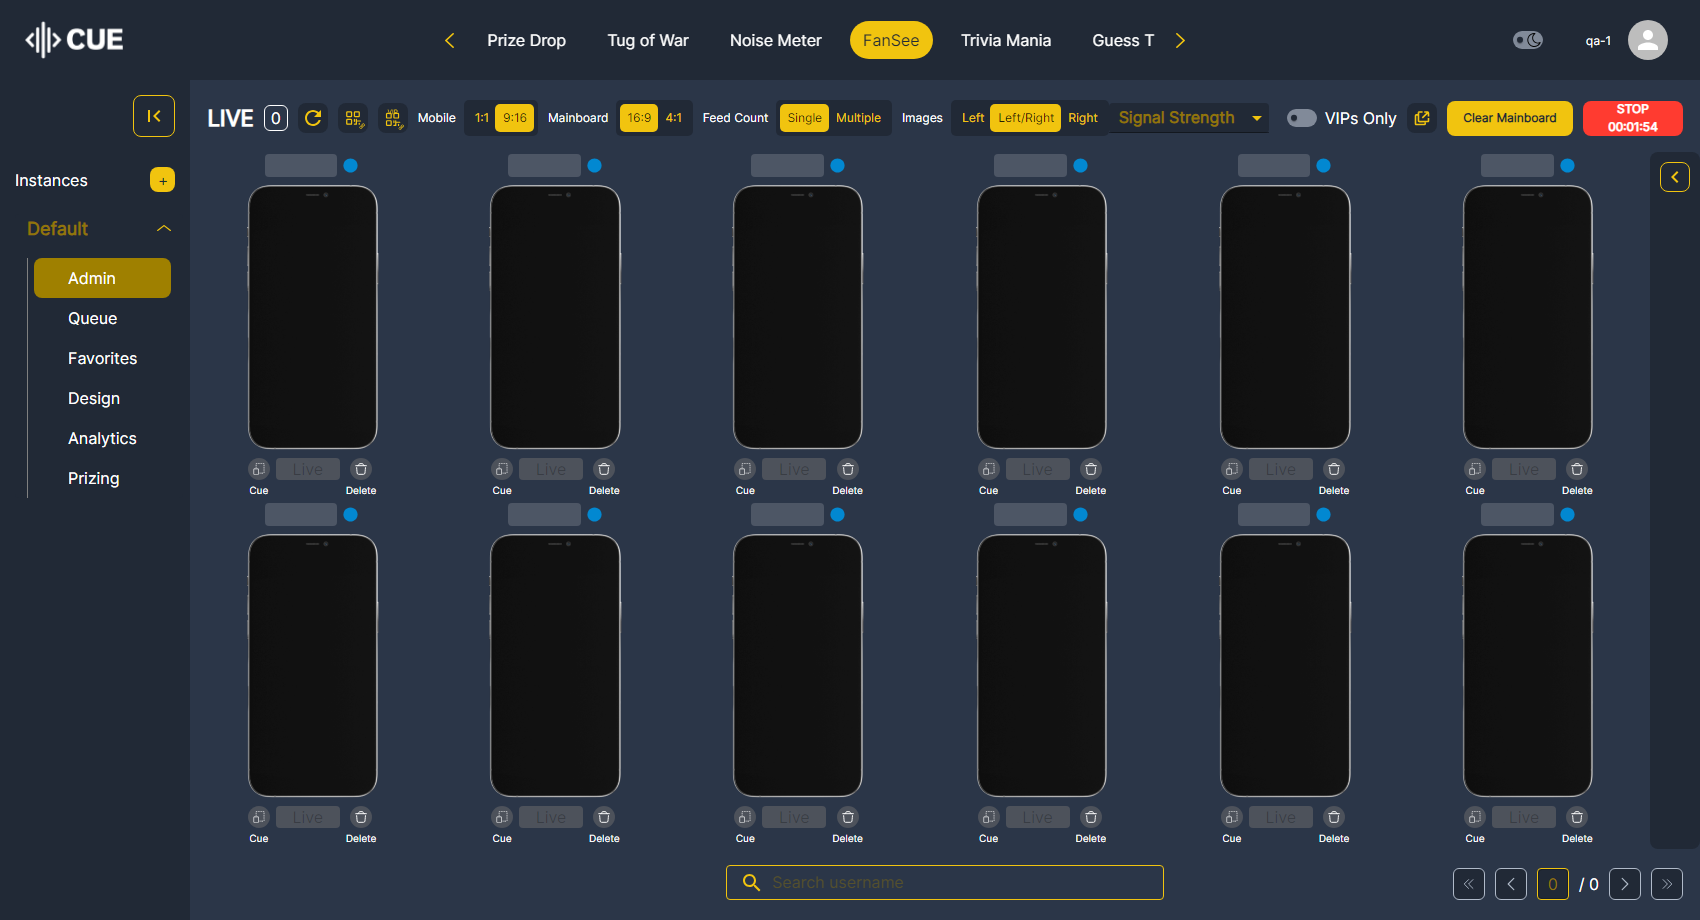 CUE
Prize Drop Tug of War Noise Meter FanSee Trivia Mania Guess T
qa-1
LIVE 0 Mobile 1:1 9:16 Mainboard 16:9 4:1 Feed Count Single Multiple Images Left Left/Right Right Signal Strength VIPs Only Clear Mainboard STOP
00:01:54
Instances +
Default
Admin
Queue
Favorites
Design
Analytics
Prizing
Live Live Live Live Live Live
Cue Delete Cue Delete Cue Delete Cue Delete Cue Delete Cue Delete
Live Live Live Live Live Live
Cue Delete Cue Delete Cue Delete Cue Delete Cue Delete Cue Delete
Search username
0 / 0